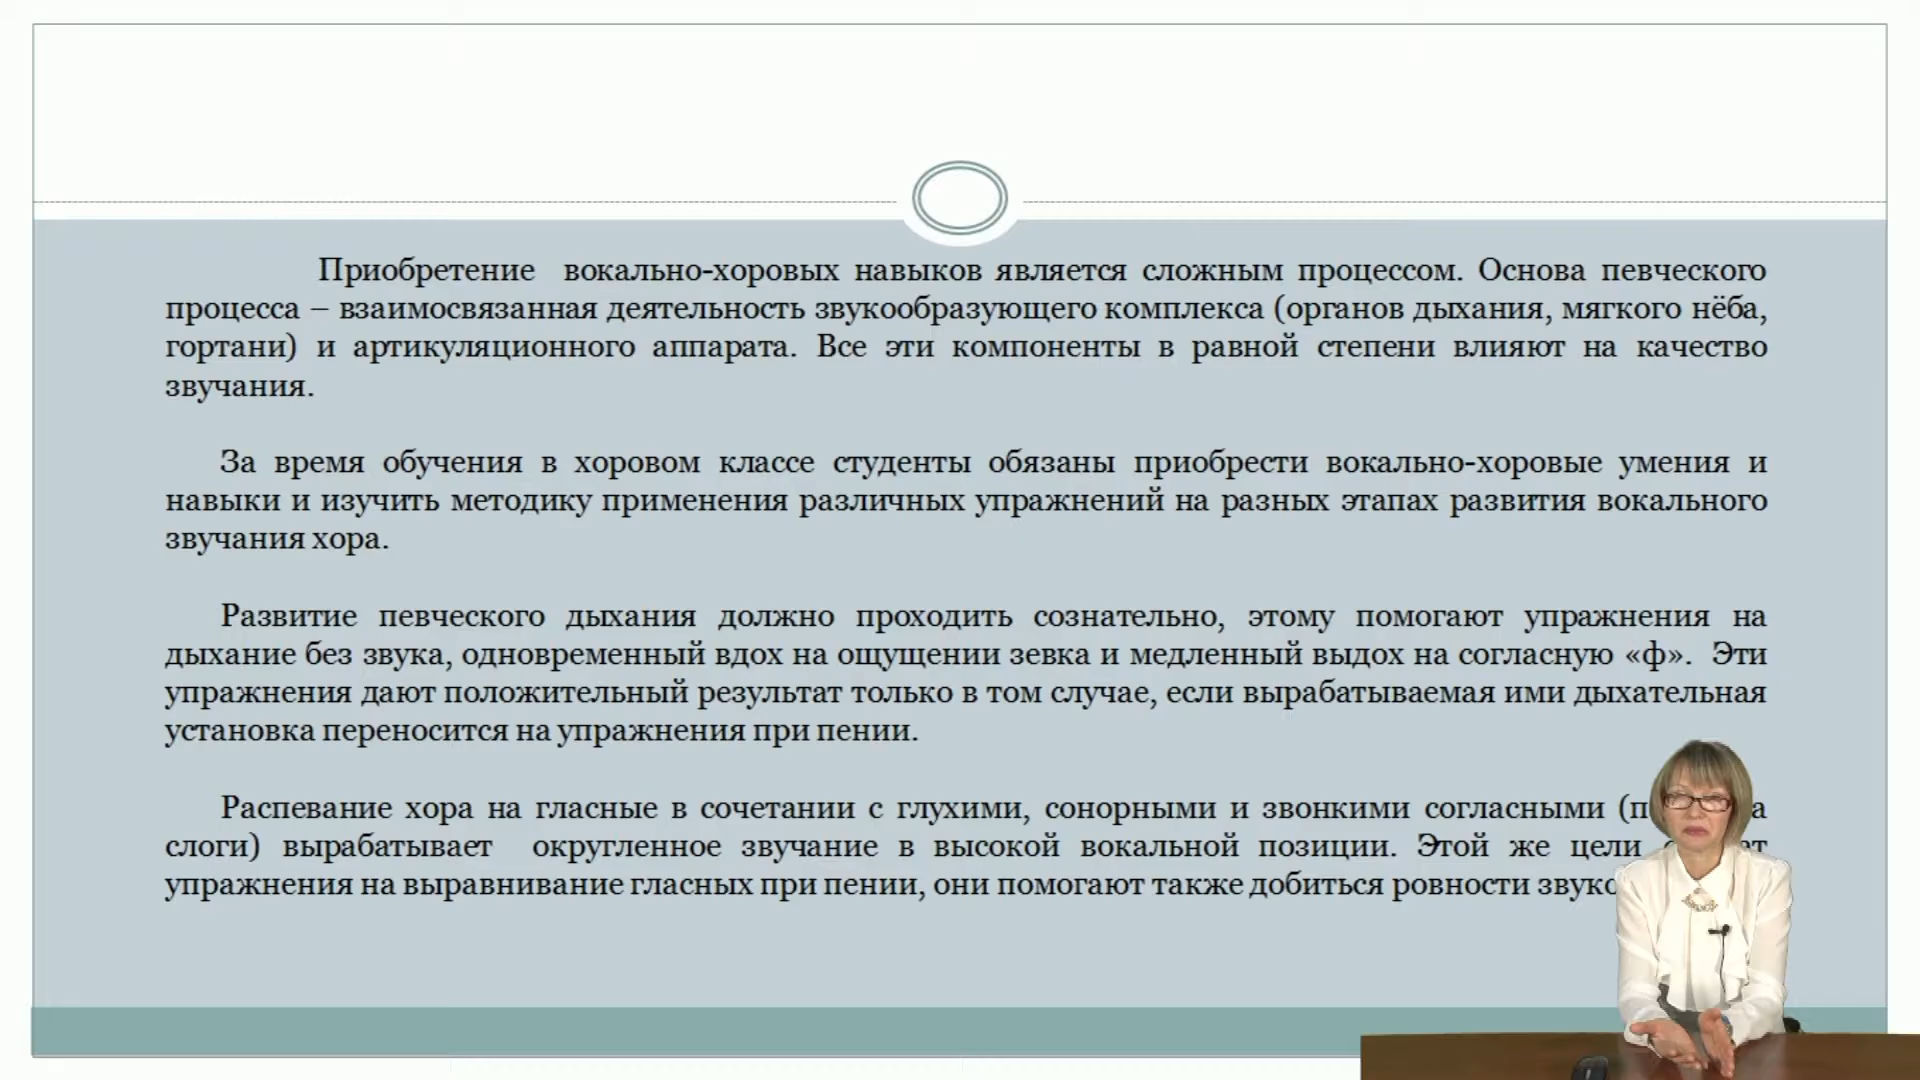 Приобретение вокально-хоровых навыков является сложным процессом. Основа певческого
процесса – взаимосвязанная деятельность звукообразующего комплекса (органов дыхания, мягкого нёба,
гортани) и артикуляционного аппарата. Все эти компоненты в равной степени влияют на качество
звучания.
За время обучения в хоровом классе студенты обязаны приобрести вокально-хоровые умения и
навыки и изучить методику применения различных упражнений на разных этапах развития вокального
звучания хора.
Развитие певческого дыхания должно проходить сознательно, этому помогают упражнения на
дыхание без звука, одновременный вдох на ощущении зевка и медленный выдох на согласную «ф». Эти
упражнения дают положительный результат только в том случае, если вырабатываемая ими дыхательная
установка переносится на упражнения при пении.
Распевание хора на гласные в сочетании с глухими, сонорными и звонкими согласными
слоги) вырабатывает округленное звучание в высокой вокальной позиции. Этой же цели
упражнения на выравнивание гласных при пении, они помогают также добиться ровности